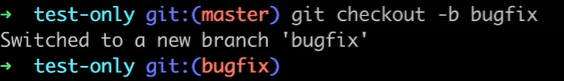 ➜ test-only git:(master) git checkout -b bugfix
Switched to a new branch 'bugfix'
➜ test-only git:(bugfix)